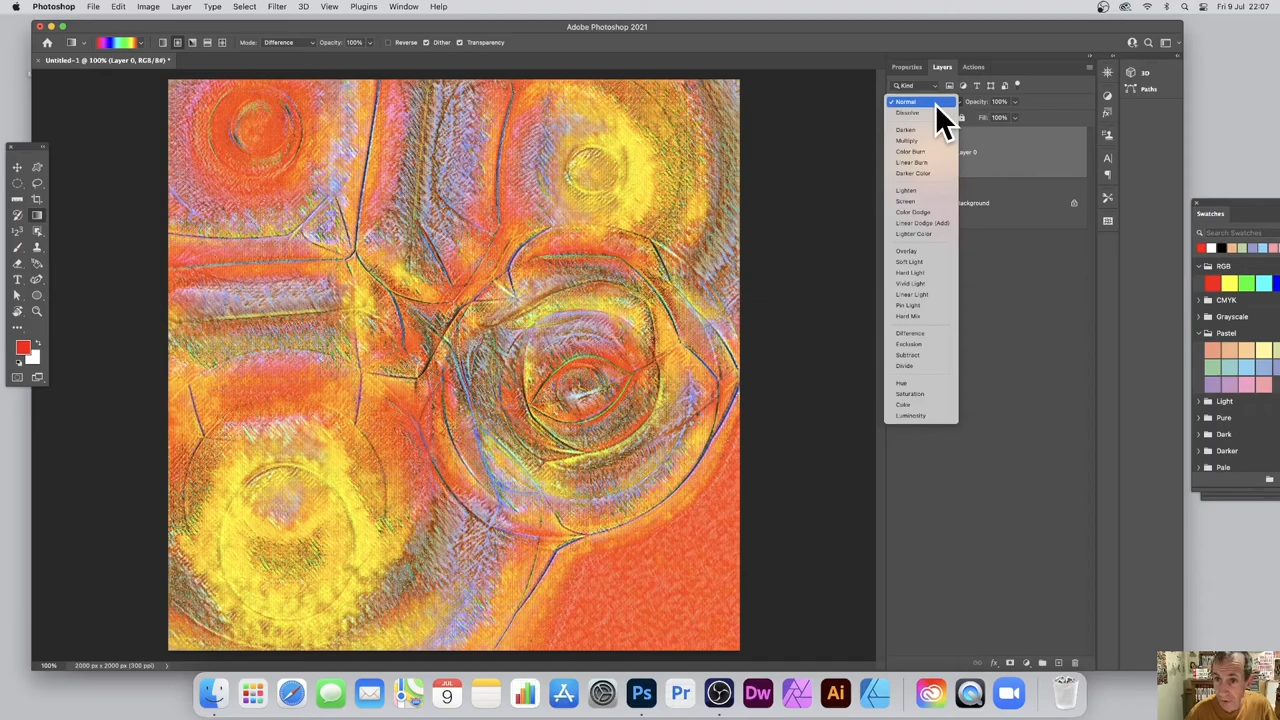 Photoshop File Edit Image Layer Type Select Filter 3D View Plugins Window Help Fri 9 Jul 22:07
Adobe Photoshop 2021
Mode: Difference Opacity: 100% Reverse Dither Transparency
Untitled-1 @ 100% (Layer 0, RGB/8#) *
Properties Layers Actions
Kind
Normal Opacity: 100%
Dissolve Fill: 100%
Darken
Multiply
Color Burn ayer 0
Linear Burn
Darker Color
Lighten
Screen ackground
Color Dodge
Linear Dodge (Add)
Lighter Color
Overlay
Soft Light
Hard Light
Vivid Light
Linear Light
Pin Light
Hard Mix
Difference
Exclusion
Subtract
Divide
Hue
Saturation
Color
Luminosity
3D
Paths
Swatches
Search Swatches
RGB
CMYK
Grayscale
Pastel
Light
Pure
Dark
Darker
Pale
100% 2000 px x 2000 px (300 ppi)
JUL
9
Ps Pr Dw Ai